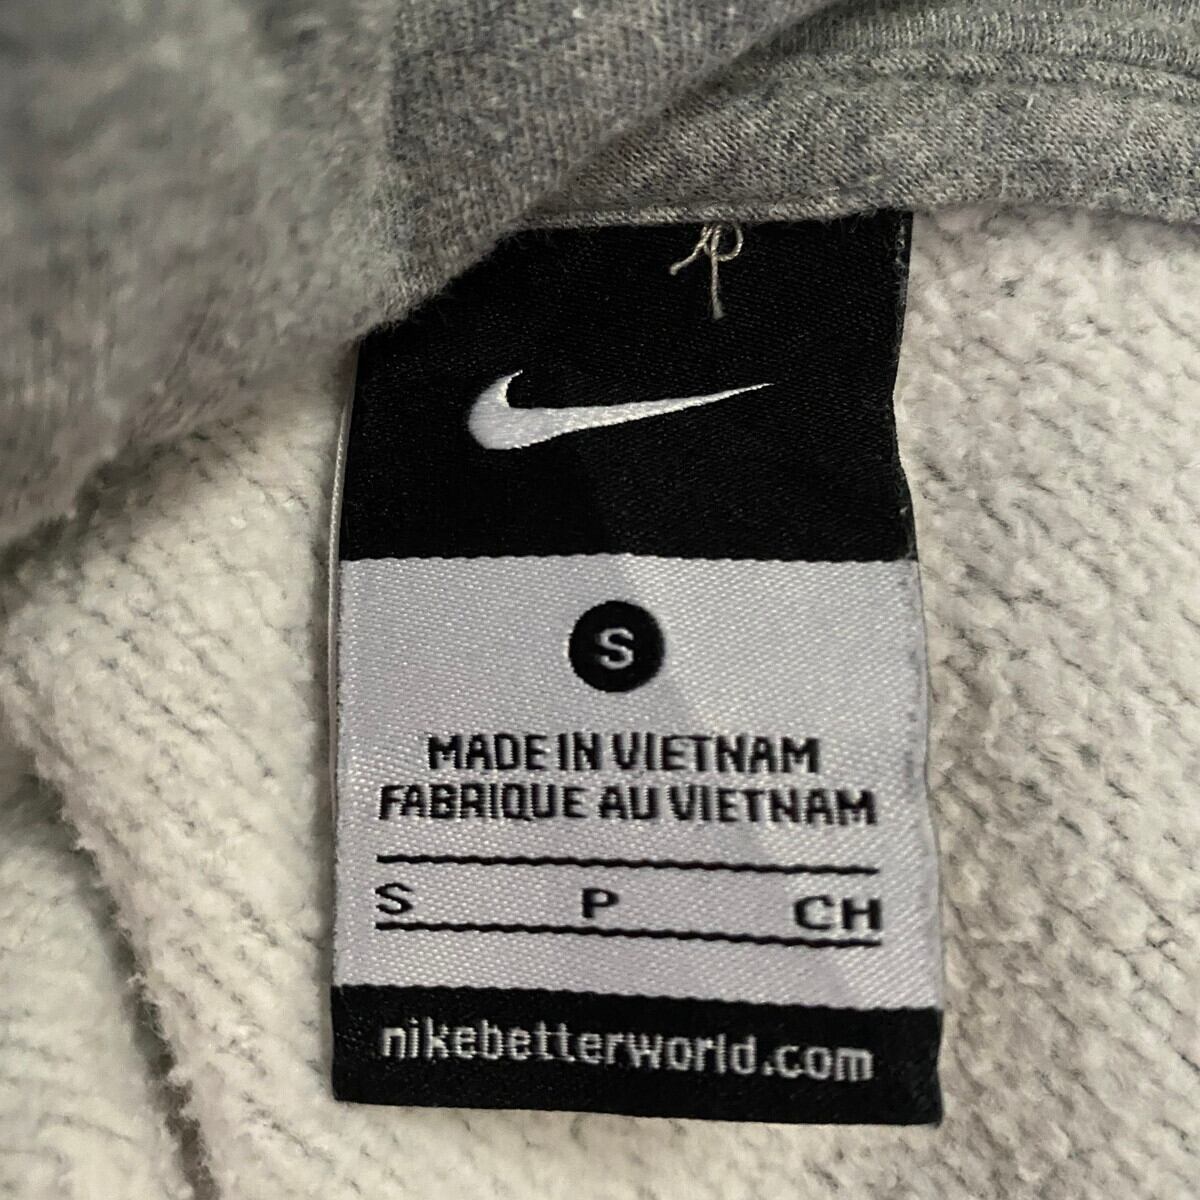 S
MADE IN VIETNAM
FABRIQUE AU VIETNAM
S P CH
nikebetterworld.com